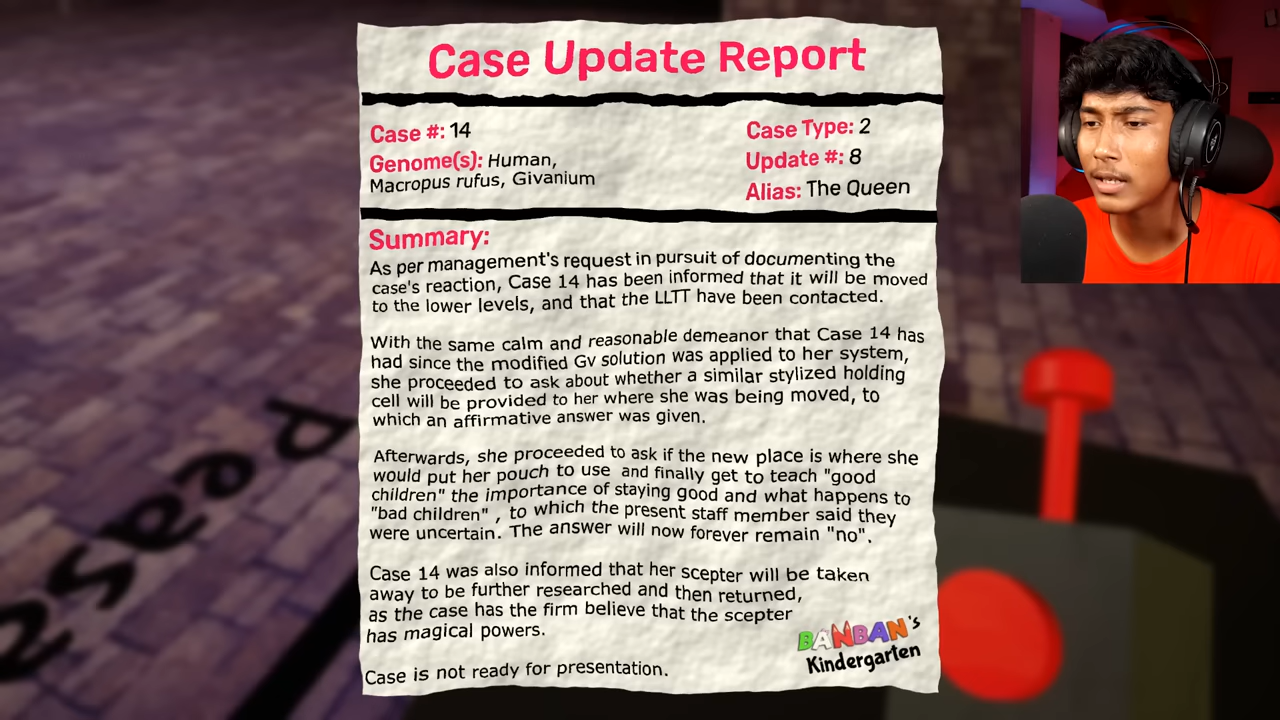 Case Update Report
Case #: 14
Genome(s): Human,
Macropus rufus, Givanium
Case Type: 2
Update #: 8
Alias: The Queen
Summary:
As per management's request in pursuit of documenting the
case's reaction, Case 14 has been informed that it will be moved
to the lower levels, and that the LLTT have been contacted.
With the same calm and reasonable demeanor that Case 14 has
had since the modified Gv solution was applied to her system,
she proceeded to ask about whether a similar stylized holding
cell will be provided to her where she was being moved, to
which an affirmative answer was given.
Afterwards, she proceeded to ask if the new place is where she
would put her pouch to use and finally get to teach "good
children" the importance of staying good and what happens to
"bad children" , to which the present staff member said they
were uncertain. The answer will now forever remain "no".
Case 14 was also informed that her scepter will be taken
away to be further researched and then returned,
as the case has the firm believe that the scepter
has magical powers.
Case is not ready for presentation.
BANBAN'S
Kindergarten